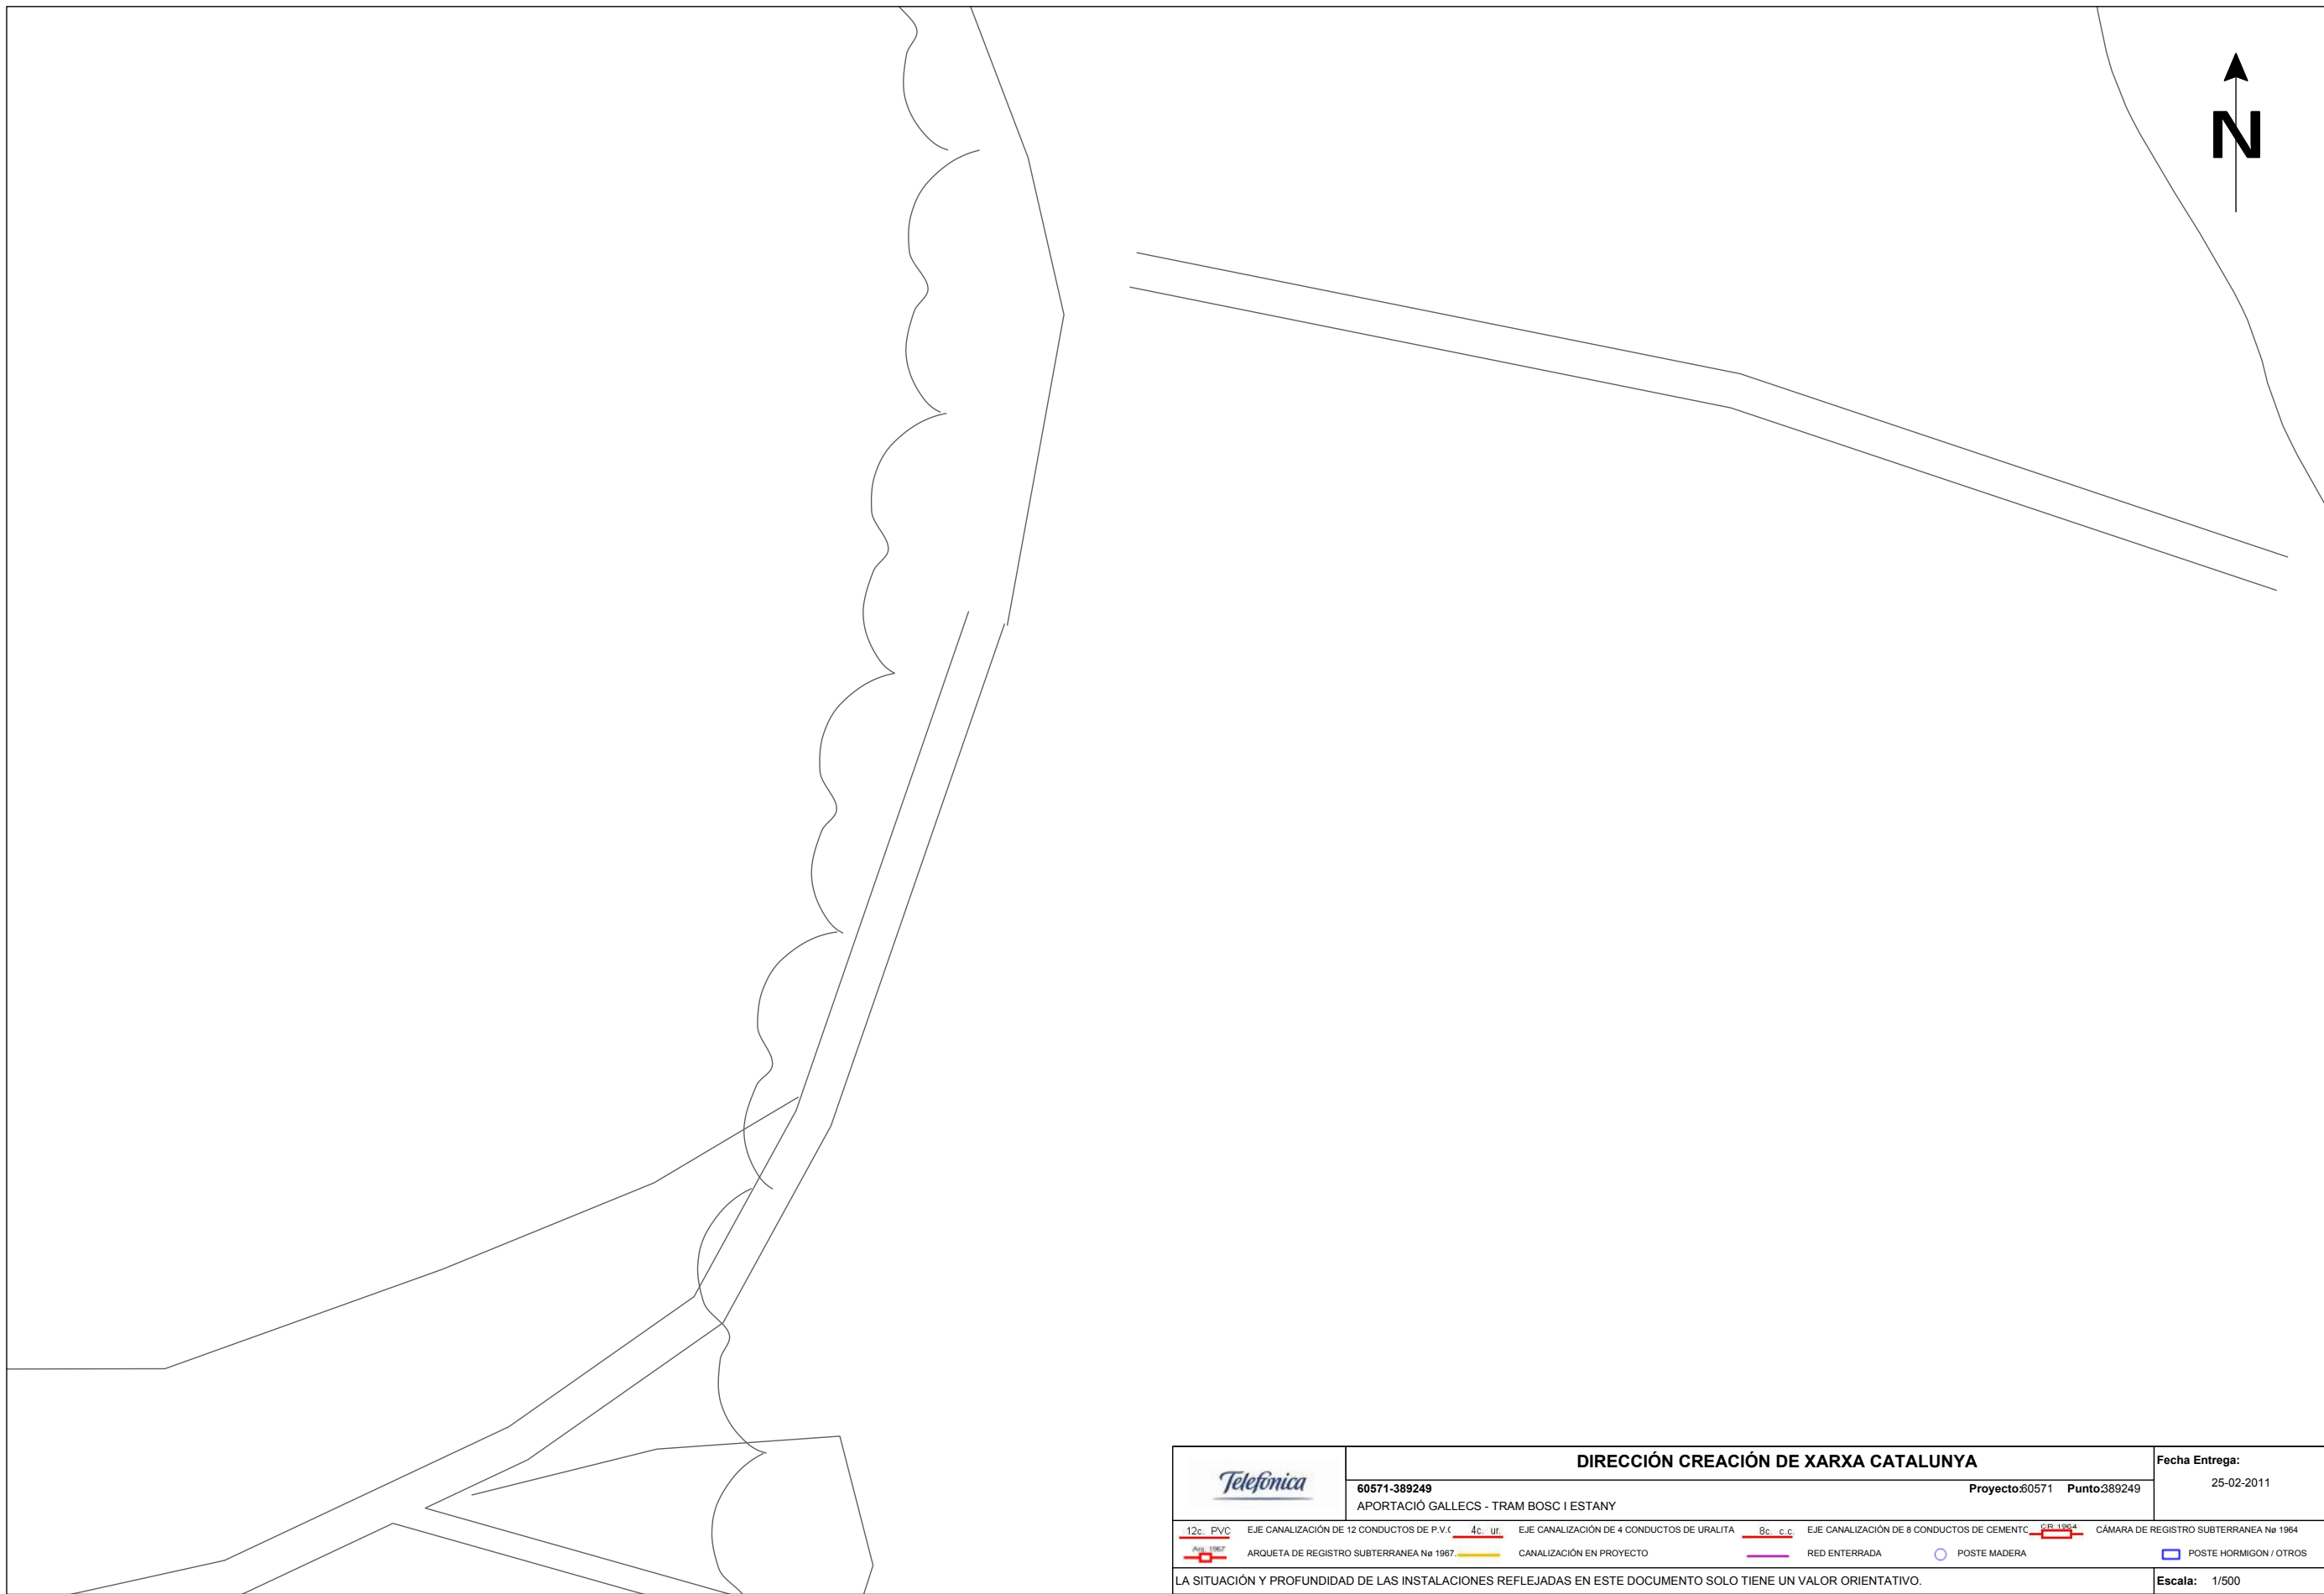 N
Telefónica
DIRECCIÓN CREACIÓN DE XARXA CATALUNYA
Fecha Entrega:
25-02-2011
60571-389249
Proyecto:60571 Punto:389249
APORTACIÓ GALLECS - TRAM BOSC I ESTANY
12c. PVC EJE CANALIZACIÓN DE 12 CONDUCTOS DE P.V.C 4c. ur. EJE CANALIZACIÓN DE 4 CONDUCTOS DE URALITA 8c. c.c. EJE CANALIZACIÓN DE 8 CONDUCTOS DE CEMENTO C.R. 1964 CÁMARA DE REGISTRO SUBTERRANEA Nø 1964
Arq. 1967 ARQUETA DE REGISTRO SUBTERRANEA Nø 1967. CANALIZACIÓN EN PROYECTO RED ENTERRADA POSTE MADERA POSTE HORMIGON / OTROS
LA SITUACIÓN Y PROFUNDIDAD DE LAS INSTALACIONES REFLEJADAS EN ESTE DOCUMENTO SOLO TIENE UN VALOR ORIENTATIVO.
Escala: 1/500